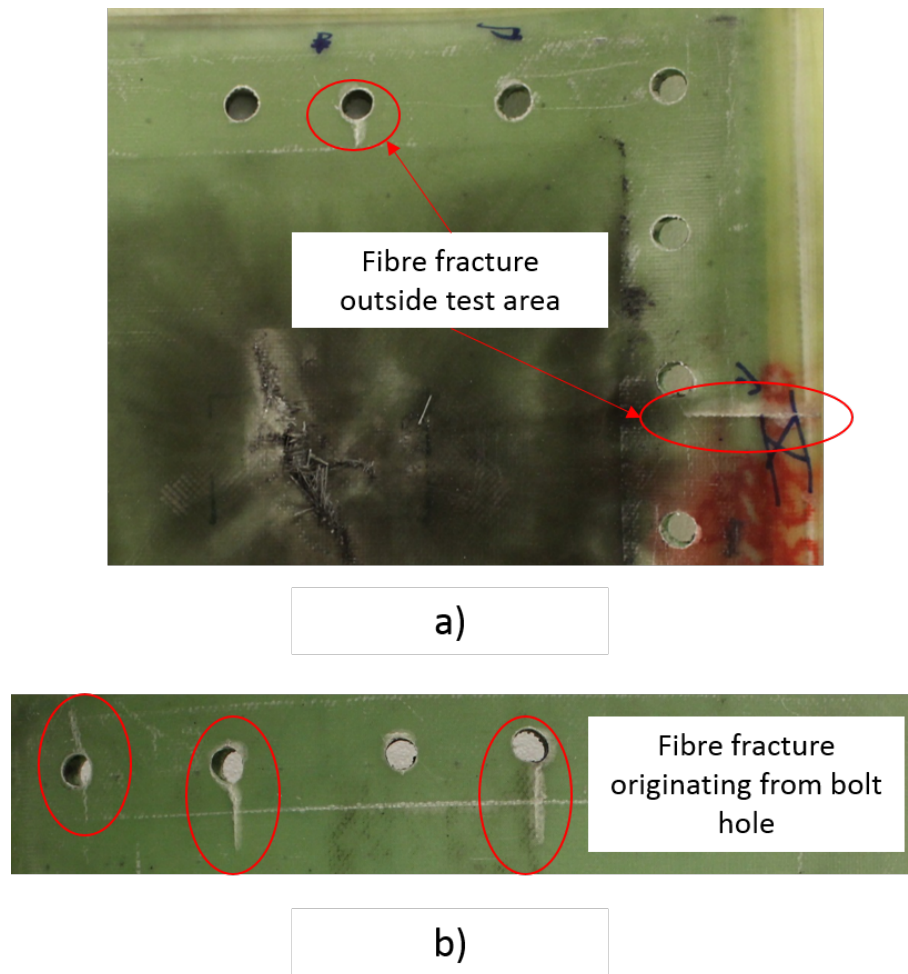 Fibre fracture
outside test area
a)
Fibre fracture
originating from bolt
hole
b)